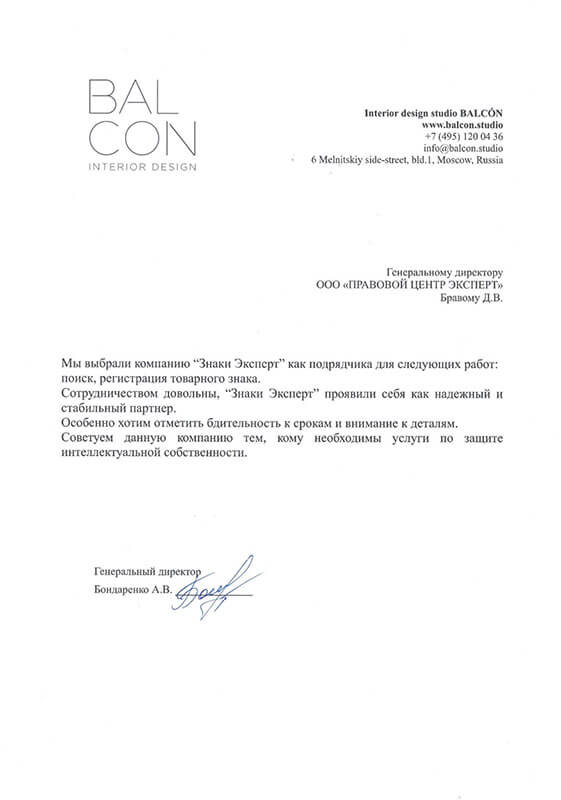 BAL
CON
INTERIOR DESIGN
Interior design studio BALCÓN
www.balcon.studio
+7 (495) 120 04 36
info@balcon.studio
6 Melnitskiy side-street, bld.1, Moscow, Russia
Генеральному директору
ООО «ПРАВОВОЙ ЦЕНТР ЭКСПЕРТ»
Бравому Д.В.
Мы выбрали компанию “Знаки Эксперт” как подрядчика для следующих работ:
поиск, регистрация товарного знака.
Сотрудничеством довольны, “Знаки Эксперт” проявили себя как надежный и
стабильный партнер.
Особенно хотим отметить бдительность к срокам и внимание к деталям.
Советуем данную компанию тем, кому необходимы услуги по защите
интеллектуальной собственности.
Генеральный директор
Бондаренко А.В.